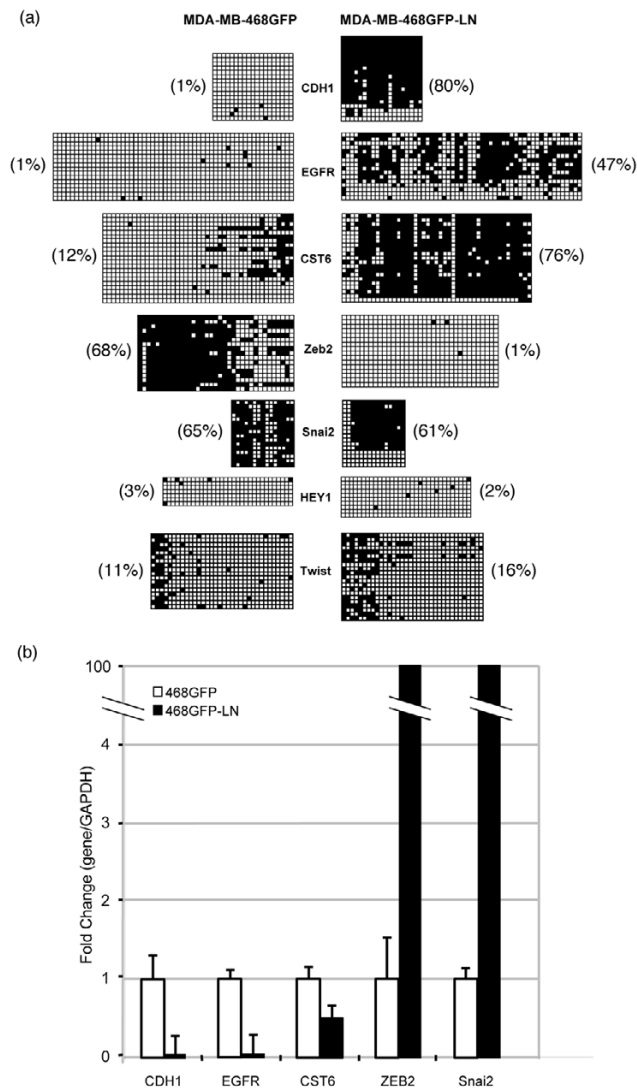 (a)
MDA-MB-468GFP MDA-MB-468GFP-LN
(1%) CDH1 (80%)
(1%) EGFR (47%)
(12%) CST6 (76%)
(68%) Zeb2 (1%)
(65%) Snai2 (61%)
(3%) HEY1 (2%)
(11%) Twist (16%)
(b)
100
468GFP
468GFP-LN
4
3
2
1
0
Fold Change (gene/GAPDH)
CDH1 EGFR CST6 ZEB2 Snai2